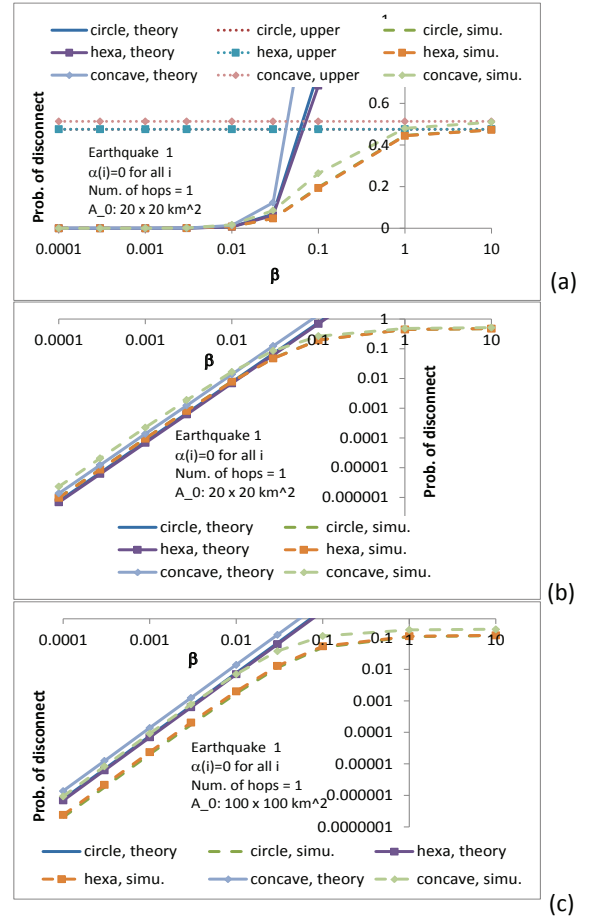 circle, theory circle, upper circle, simu.
hexa, theory hexa, upper hexa, simu.
concave, theory concave, upper concave, simu.
Prob. of disconnect
0.6
0.4
0.2
0
Earthquake 1
α(i)=0 for all i
Num. of hops = 1
A_0: 20 x 20 km^2
0.0001 0.001 0.01 0.1 1 10
β
(a)
0.0001 0.001 0.01 0.1 1 10
β
1
0.1
0.01
0.001
0.0001
0.00001
0.000001
Prob. of disconnect
Earthquake 1
α(i)=0 for all i
Num. of hops = 1
A_0: 20 x 20 km^2
circle, theory circle, simu.
hexa, theory hexa, simu.
concave, theory concave, simu.
(b)
0.0001 0.001 0.01 0.1 1 10
β
0.1
0.01
0.001
0.0001
0.00001
0.000001
0.0000001
Prob. of disconnect
Earthquake 1
α(i)=0 for all i
Num. of hops = 1
A_0: 100 x 100 km^2
circle, theory circle, simu. hexa, theory
hexa, simu. concave, theory concave, simu.
(c)